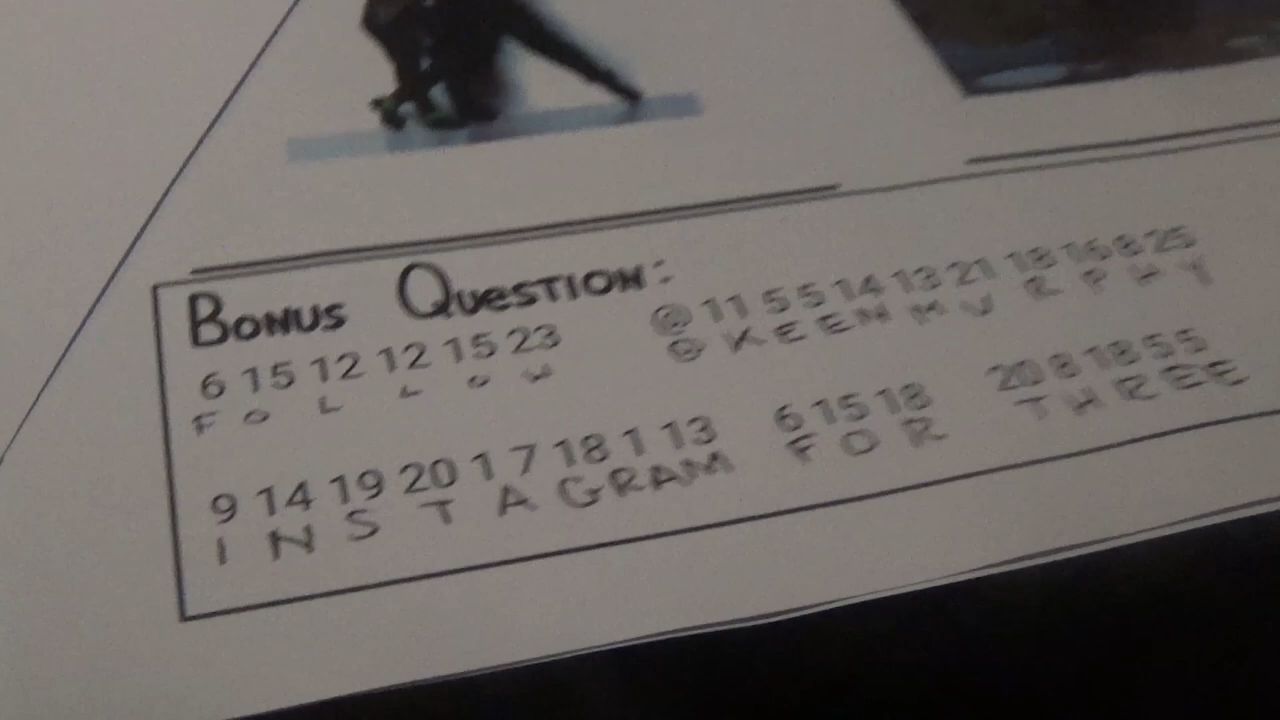 BONUS QUESTION:
6 15 12 12 15 23 @ 11 5 5 14 13 21 18 16 8 25
F O L L O W @ K E E N M U R P H Y
9 14 19 20 1 7 18 1 13 6 15 18 20 8 18 5 5
I N S T A G R A M F O R T H R E E